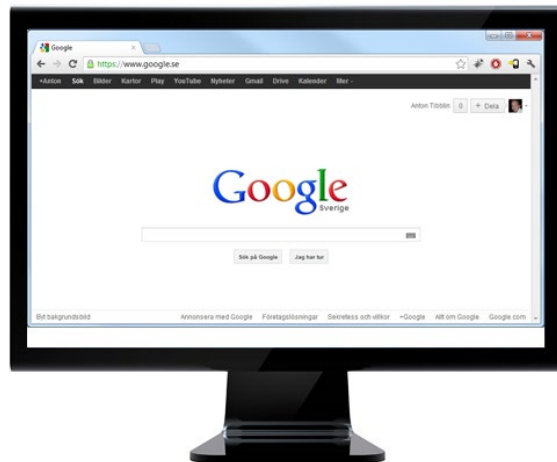 Google
https://www.google.se
+Anton Sök Bilder Kartor Play YouTube Nyheter Gmail Drive Kalender Mer
Anton Tibblin 0 + Dela
Google
Sverige
Sök på Google Jag har tur
Byt bakgrundsbild Annonsera med Google Företagslösningar Sekretess och villkor +Google Allt om Google Google.com